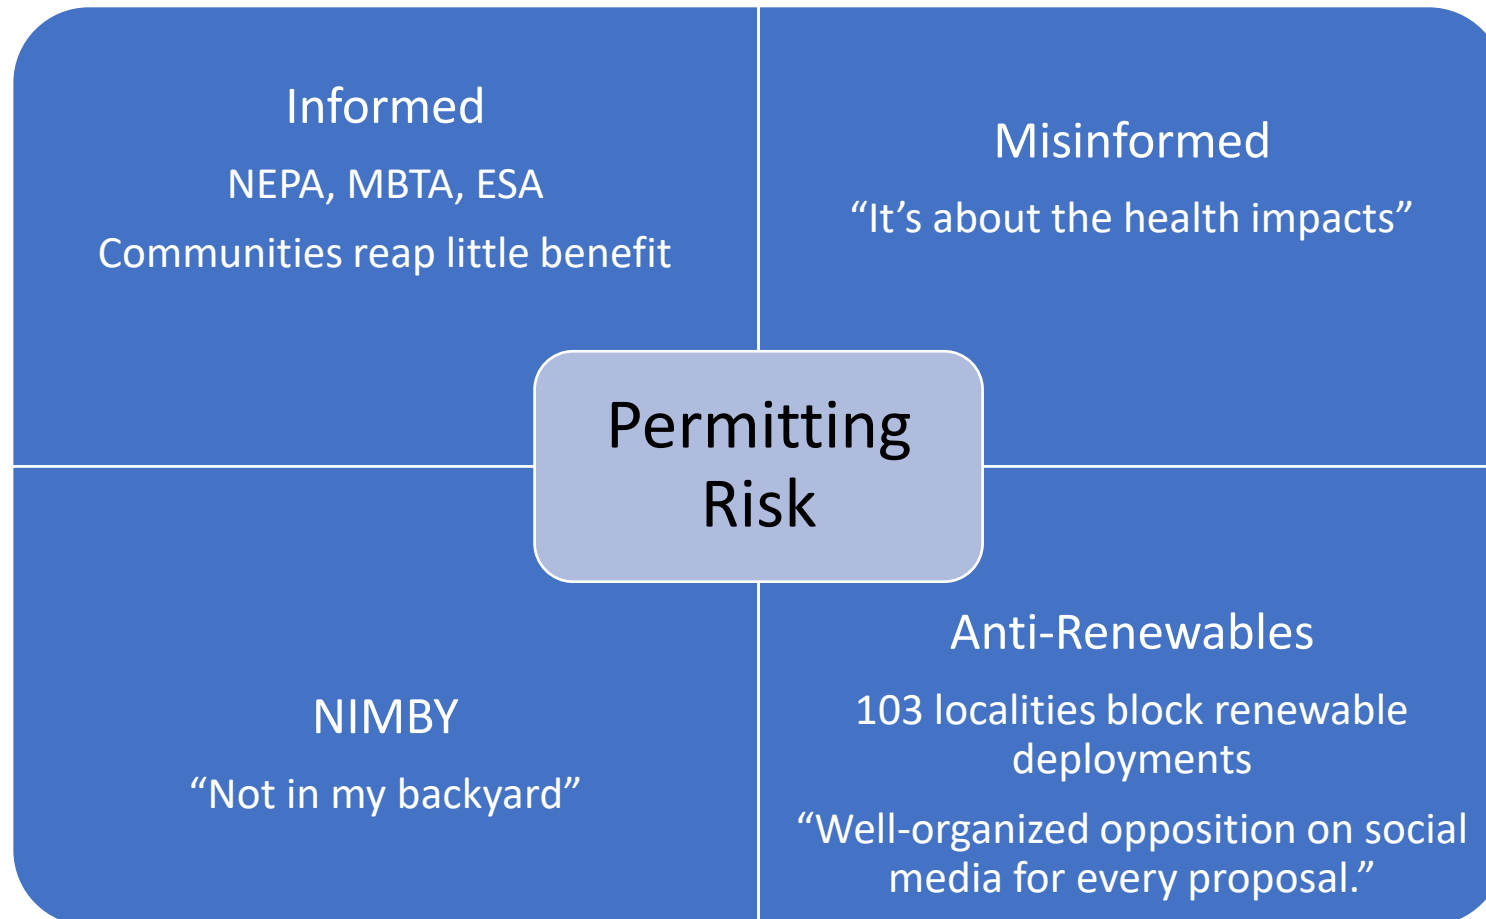 Informed
NEPA, MBTA, ESA
Communities reap little benefit
Misinformed
“It’s about the health impacts”
Permitting
Risk
NIMBY
“Not in my backyard”
Anti-Renewables
103 localities block renewable
deployments
“Well-organized opposition on social
media for every proposal.”